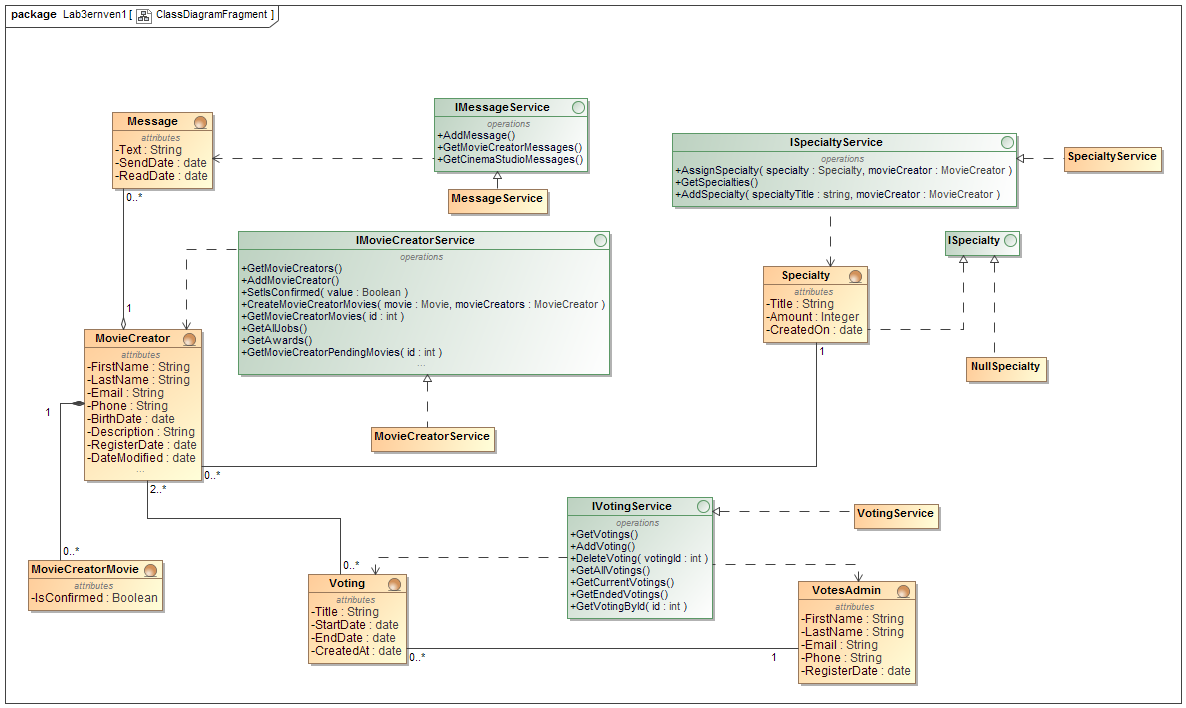 package Lab3ernven1 [ ClassDiagramFragment ]
Message
attributes
-Text : String
-SendDate : date
-ReadDate : date
0..*
IMessageService
operations
+AddMessage()
+GetMovieCreatorMessages()
+GetCinemaStudioMessages()
MessageService
ISpecialtyService
operations
+AssignSpecialty( specialty : Specialty, movieCreator : MovieCreator )
+GetSpecialties()
+AddSpecialty( specialtyTitle : string, movieCreator : MovieCreator )
SpecialtyService
IMovieCreatorService
operations
+GetMovieCreators()
+AddMovieCreator()
+SetIsConfirmed( value : Boolean )
+CreateMovieCreatorMovies( movie : Movie, movieCreators : MovieCreator )
+GetMovieCreatorMovies( id : int )
+GetAllJobs()
+GetAwards()
+GetMovieCreatorPendingMovies( id : int )
...
MovieCreatorService
ISpecialty
Specialty
attributes
-Title : String
-Amount : Integer
-CreatedOn : date
1
NullSpecialty
1
MovieCreator
attributes
-FirstName : String
-LastName : String
-Email : String
-Phone : String
-BirthDate : date
-Description : String
-RegisterDate : date
-DateModified : date
...
1
0..*
2..*
0..*
MovieCreatorMovie
attributes
-IsConfirmed : Boolean
IVotingService
operations
+GetVotings()
+AddVoting()
+DeleteVoting( votingId : int )
+GetAllVotings()
+GetCurrentVotings()
+GetEndedVotings()
+GetVotingById( id : int )
VotingService
0..*
Voting
attributes
-Title : String
-StartDate : date
-EndDate : date
-CreatedAt : date
0..*
1
VotesAdmin
attributes
-FirstName : String
-LastName : String
-Email : String
-Phone : String
-RegisterDate : date